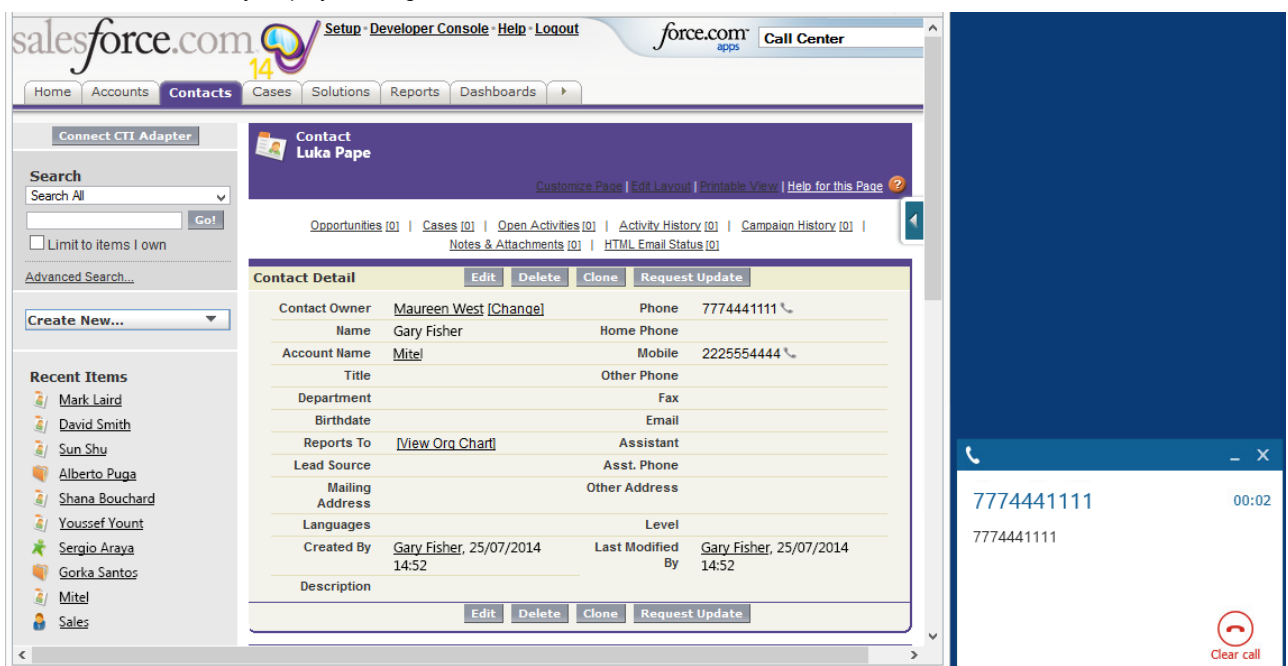 salesforce.com
14
Setup · Developer Console · Help · Logout
force.com apps
Call Center
Home Accounts Contacts Cases Solutions Reports Dashboards
Connect CTI Adapter
Search
Search All
Go!
Limit to items I own
Advanced Search...
Create New...
Recent Items
Mark Laird
David Smith
Sun Shu
Alberto Puga
Shana Bouchard
Youssef Yount
Sergio Araya
Gorka Santos
Mitel
Sales
Contact
Luka Pape
Customize Page | Edit Layout | Printable View | Help for this Page ?
Opportunities [0] | Cases [0] | Open Activities [0] | Activity History [0] | Campaign History [0] |
Notes & Attachments [0] | HTML Email Status [0]
Contact Detail Edit Delete Clone Request Update
Contact Owner Maureen West [Change] Phone 7774441111
Name Gary Fisher Home Phone
Account Name Mitel Mobile 2225554444
Title Other Phone
Department Fax
Birthdate Email
Reports To [View Org Chart] Assistant
Lead Source Asst. Phone
Mailing Address Other Address
Languages Level
Created By Gary Fisher, 25/07/2014 14:52 Last Modified By Gary Fisher, 25/07/2014 14:52
Description
Edit Delete Clone Request Update
7774441111 00:02
7774441111
Clear call